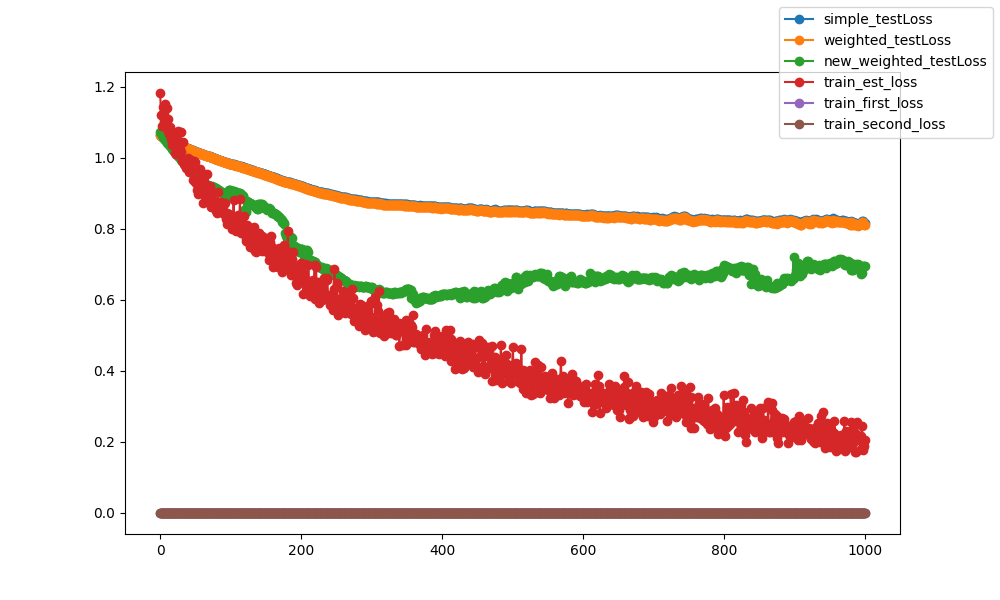 simple_testLoss
weighted_testLoss
new_weighted_testLoss
train_est_loss
train_first_loss
train_second_loss
1.2
1.0
0.8
0.6
0.4
0.2
0.0
0 200 400 600 800 1000